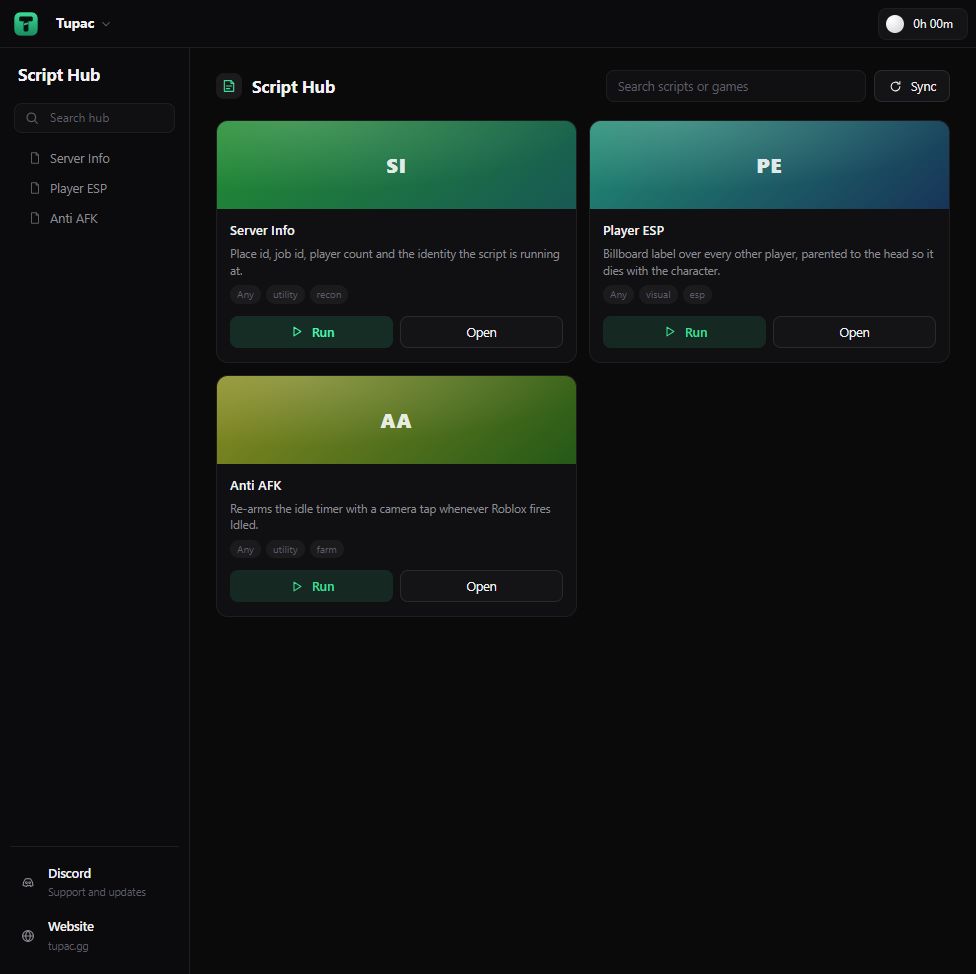 Tupac
0h 00m
Script Hub
Search hub
Server Info
Player ESP
Anti AFK
Discord
Support and updates
Website
tupac.gg
Script Hub
Search scripts or games
Sync
SI
Server Info
Place id, job id, player count and the identity the script is running
at.
Any utility recon
Run Open
PE
Player ESP
Billboard label over every other player, parented to the head so it
dies with the character.
Any visual esp
Run Open
AA
Anti AFK
Re-arms the idle timer with a camera tap whenever Roblox fires
Idled.
Any utility farm
Run Open